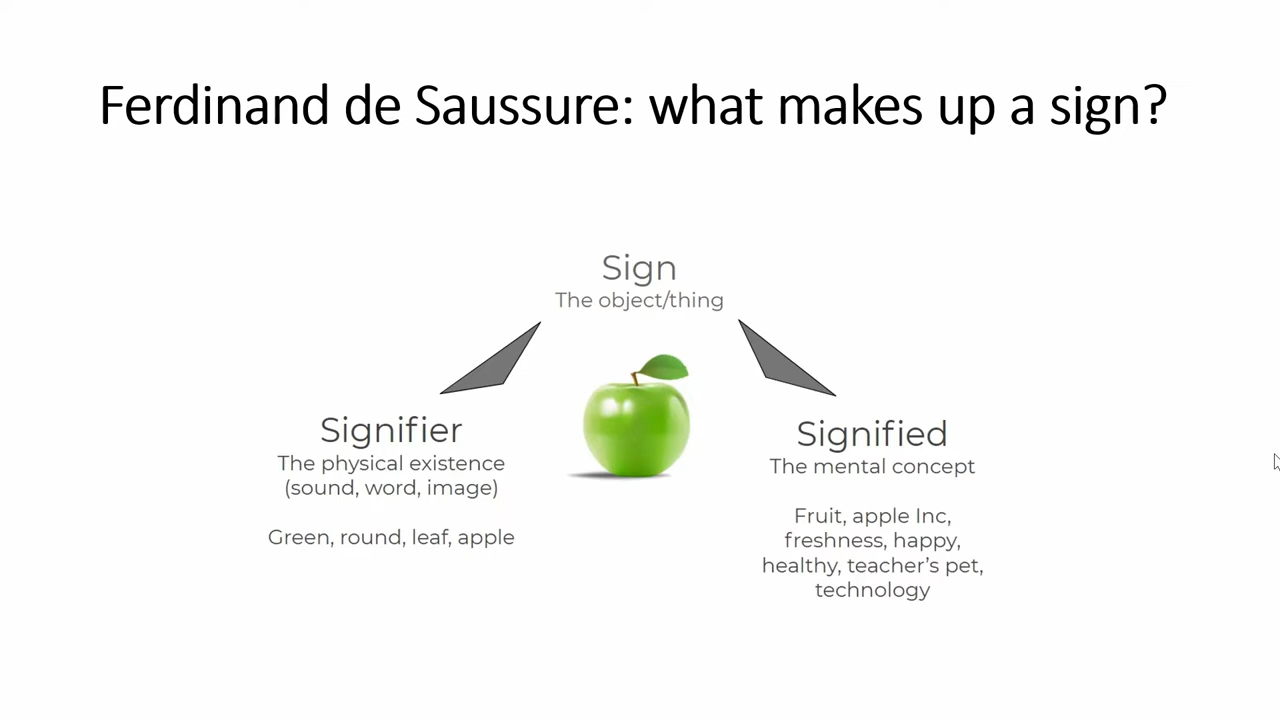 Ferdinand de Saussure: what makes up a sign?
Sign
The object/thing
Signifier
The physical existence
(sound, word, image)
Green, round, leaf, apple
Signified
The mental concept
Fruit, apple Inc,
freshness, happy,
healthy, teacher's pet,
technology